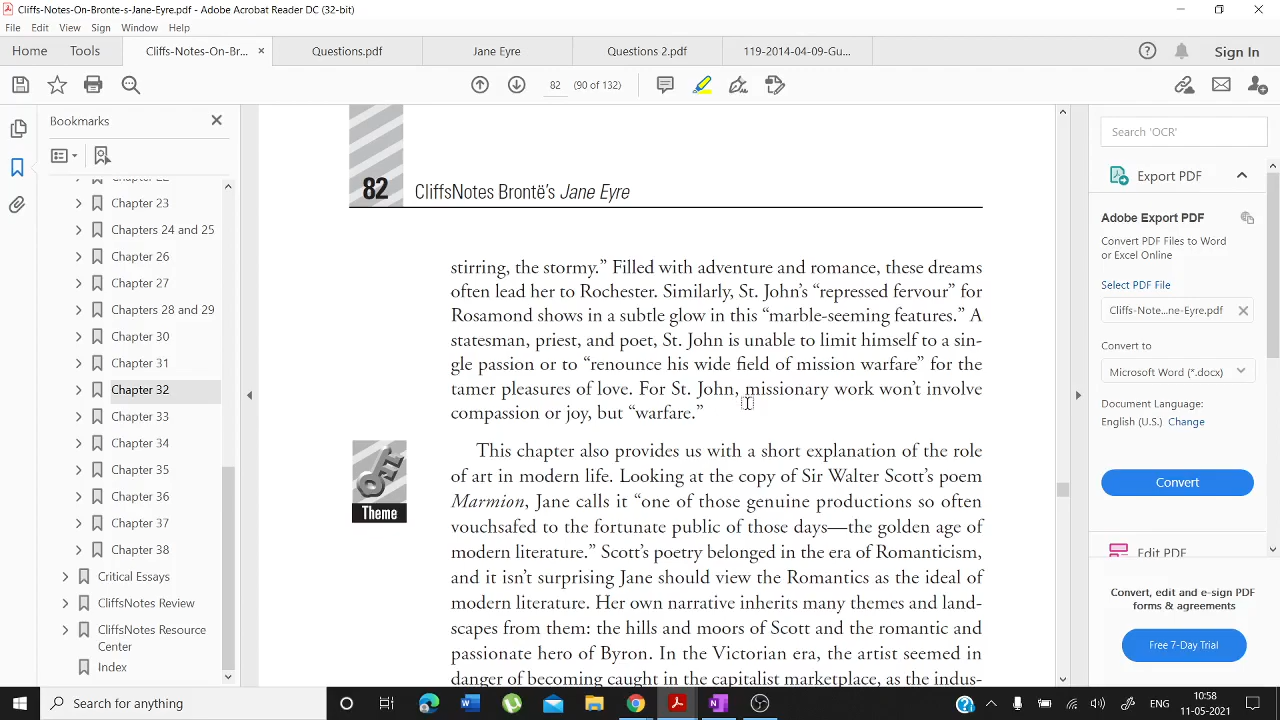 Cliffs-Notes-On-Bronte-s-Jane-Eyre.pdf - Adobe Acrobat Reader DC (32-bit)
File Edit View Sign Window Help
Home Tools Cliffs-Notes-On-Br... × Questions.pdf Jane Eyre Questions 2.pdf 119-2014-04-09-Gu... Sign In
82 (90 of 132)
Bookmarks
Chapter 22
Chapter 23
Chapters 24 and 25
Chapter 26
Chapter 27
Chapters 28 and 29
Chapter 30
Chapter 31
Chapter 32
Chapter 33
Chapter 34
Chapter 35
Chapter 36
Chapter 37
Chapter 38
Critical Essays
CliffsNotes Review
CliffsNotes Resource
Center
Index
82 CliffsNotes Brontë's Jane Eyre
stirring, the stormy.” Filled with adventure and romance, these dreams
often lead her to Rochester. Similarly, St. John’s “repressed fervour” for
Rosamond shows in a subtle glow in this “marble-seeming features.” A
statesman, priest, and poet, St. John is unable to limit himself to a sin-
gle passion or to “renounce his wide field of mission warfare” for the
tamer pleasures of love. For St. John, missionary work won’t involve
compassion or joy, but “warfare.”
Theme
This chapter also provides us with a short explanation of the role
of art in modern life. Looking at the copy of Sir Walter Scott’s poem
Marmion, Jane calls it “one of those genuine productions so often
vouchsafed to the fortunate public of those days—the golden age of
modern literature.” Scott’s poetry belonged in the era of Romanticism,
and it isn’t surprising Jane should view the Romantics as the ideal of
modern literature. Her own narrative inherits many themes and land-
scapes from them: the hills and moors of Scott and the romantic and
passionate hero of Byron. In the Victorian era, the artist seemed in
danger of becoming caught in the capitalist marketplace, as the indus-
Search 'OCR'
Export PDF
Adobe Export PDF
Convert PDF Files to Word
or Excel Online
Select PDF File
Cliffs-Note...ne-Eyre.pdf
Convert to
Microsoft Word (*.docx)
Document Language:
English (U.S.) Change
Convert
Edit PDF
Convert, edit and e-sign PDF
forms & agreements
Free 7-Day Trial
Search for anything
ENG
10:58
11-05-2021